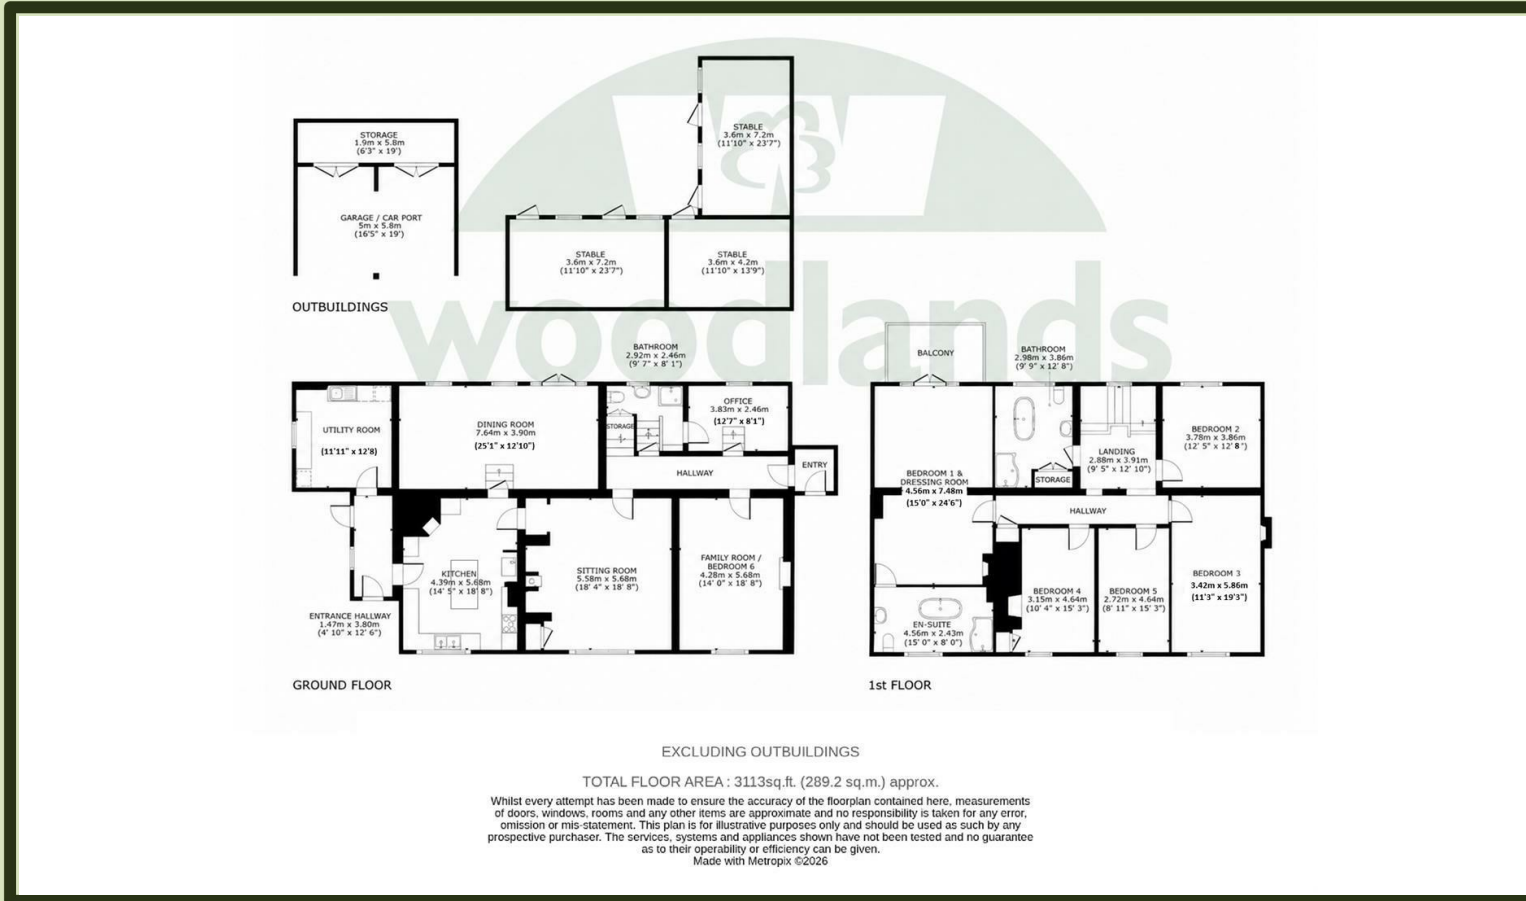 STORAGE
1.9m x 5.8m
(6'3" x 19')
GARAGE / CAR PORT
5m x 5.8m
(16'5" x 19')
OUTBUILDINGS
STABLE
3.6m x 7.2m
(11'10" x 23'7")
STABLE
3.6m x 7.2m
(11'10" x 23'7")
STABLE
3.6m x 4.2m
(11'10" x 13'9")
woodlands
BATHROOM
2.92m x 2.46m
(9' 7" x 8' 1")
UTILITY ROOM
(11'11" x 12'8)
DINING ROOM
7.64m x 3.90m
(25'1" x 12'10")
STORAGE
OFFICE
3.83m x 2.46m
(12'7" x 8'1")
HALLWAY
ENTRY
KITCHEN
4.39m x 5.68m
(14' 5" x 18' 8")
SITTING ROOM
5.58m x 5.68m
(18' 4" x 18' 8")
FAMILY ROOM /
BEDROOM 6
4.28m x 5.68m
(14' 0" x 18' 8")
ENTRANCE HALLWAY
1.47m x 3.80m
(4' 10" x 12' 6")
GROUND FLOOR
BALCONY
BATHROOM
2.98m x 3.86m
(9' 9" x 12' 8")
BEDROOM 1 &
DRESSING ROOM
4.56m x 7.48m
(15'0" x 24'6")
STORAGE
LANDING
2.88m x 3.91m
(9' 5" x 12' 10")
BEDROOM 2
3.78m x 3.86m
(12' 5" x 12' 8")
HALLWAY
EN-SUITE
4.56m x 2.43m
(15' 0" x 8' 0")
BEDROOM 4
3.15m x 4.64m
(10' 4" x 15' 3")
BEDROOM 5
2.72m x 4.64m
(8' 11" x 15' 3")
BEDROOM 3
3.42m x 5.86m
(11'3" x 19'3")
1st FLOOR
EXCLUDING OUTBUILDINGS
TOTAL FLOOR AREA : 3113sq.ft. (289.2 sq.m.) approx.
Whilst every attempt has been made to ensure the accuracy of the floorplan contained here, measurements
of doors, windows, rooms and any other items are approximate and no responsibility is taken for any error,
omission or mis-statement. This plan is for illustrative purposes only and should be used as such by any
prospective purchaser. The services, systems and appliances shown have not been tested and no guarantee
as to their operability or efficiency can be given.
Made with Metropix ©2026